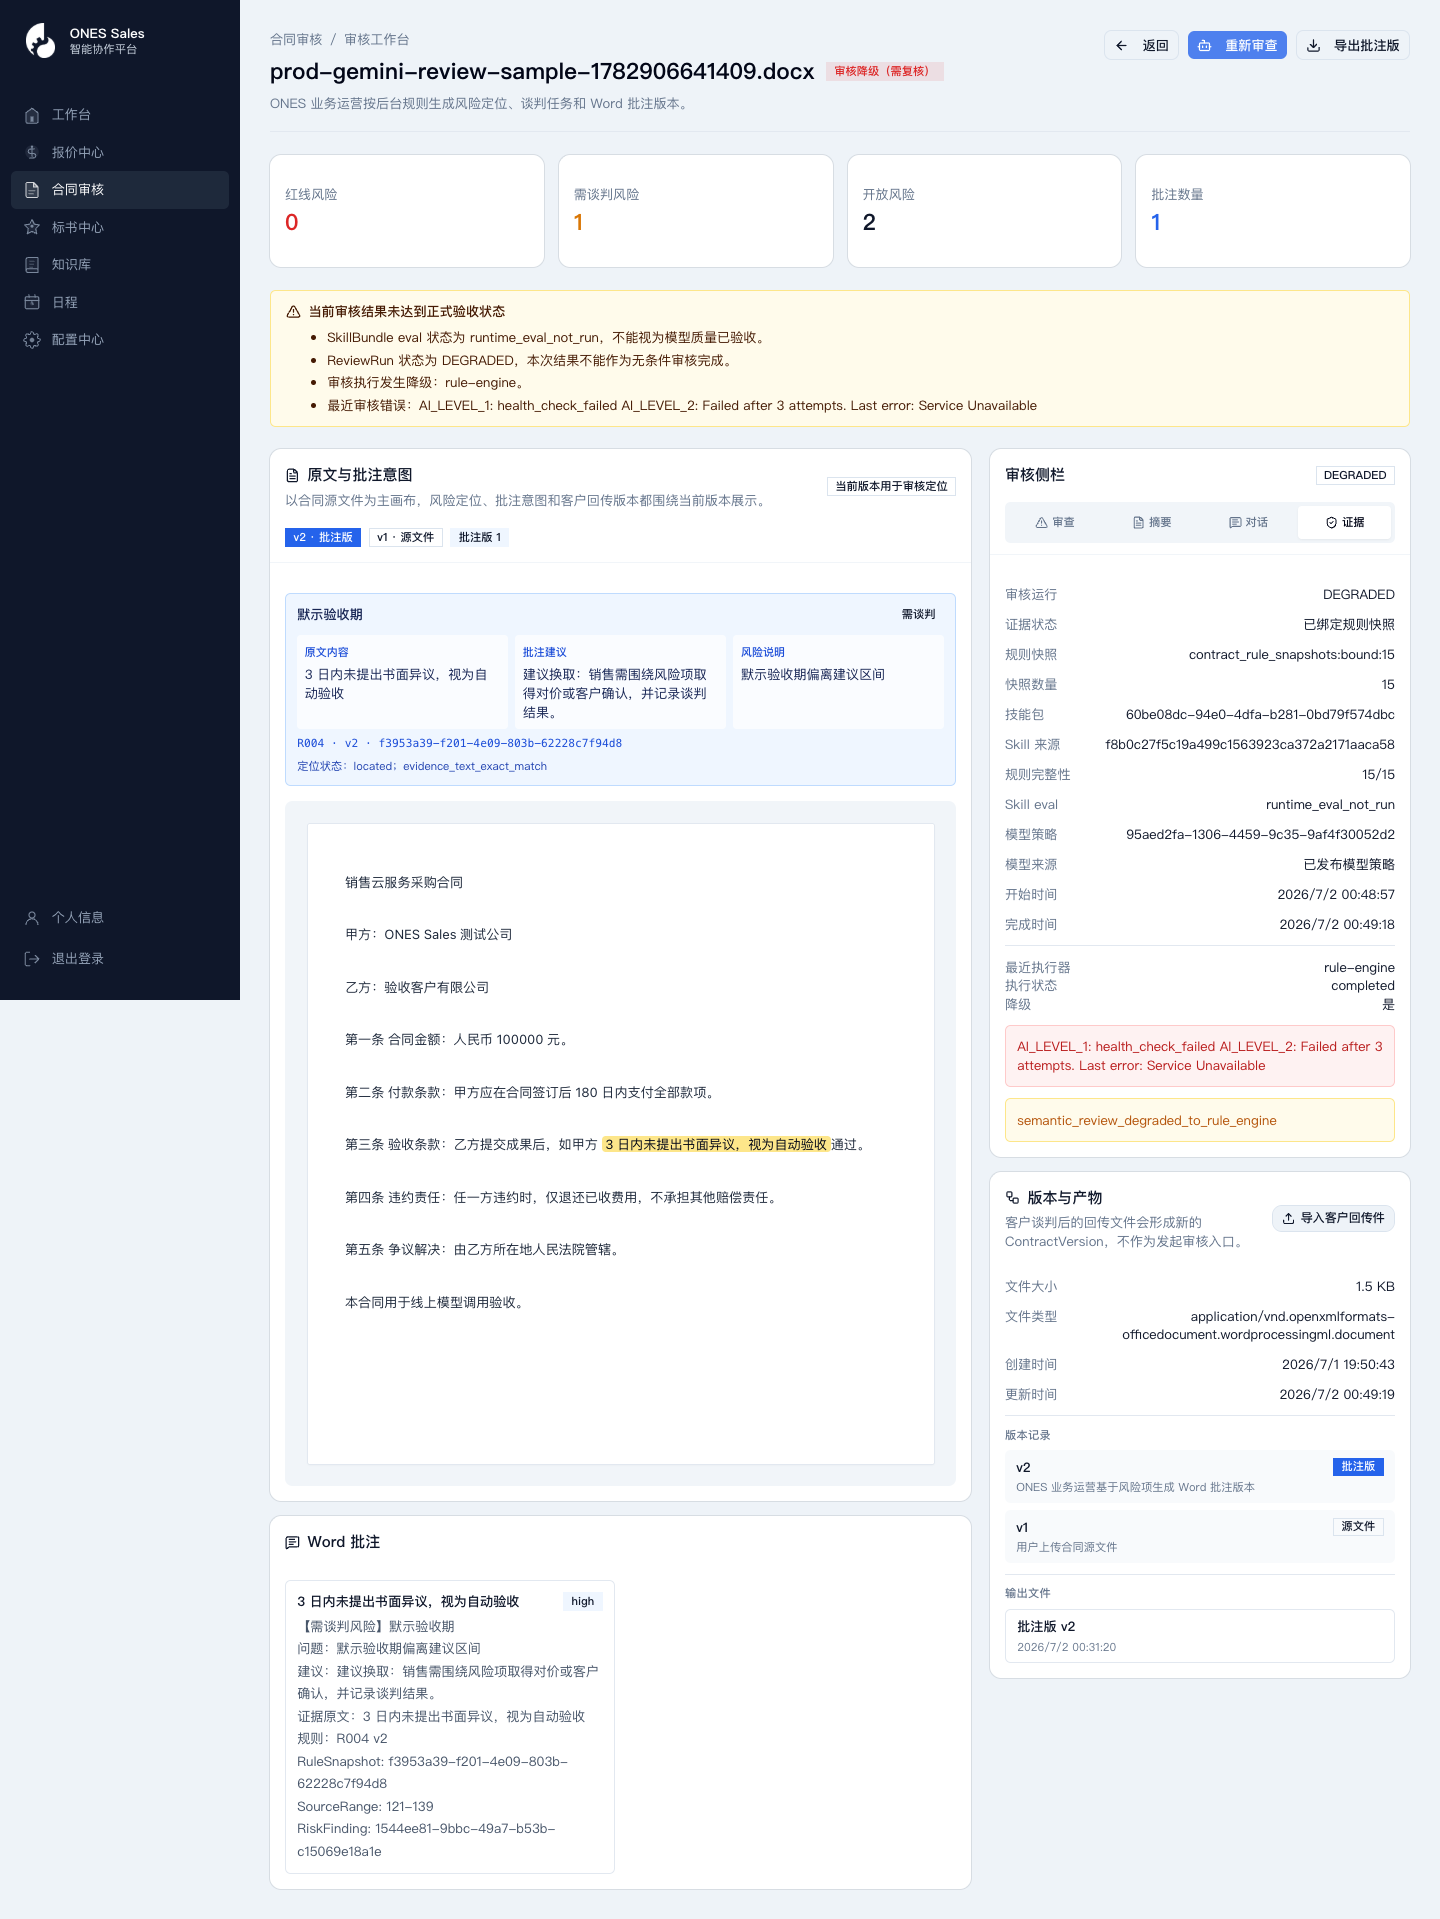 ONES Sales
智能协作平台
工作台
报价中心
合同审核
标书中心
知识库
日程
配置中心
个人信息
退出登录
合同审核 / 审核工作台
prod-gemini-review-sample-1782906641409.docx
审核降级（需复核）
ONES 业务运营按后台规则生成风险定位、谈判任务和 Word 批注版本。
返回
重新审查
导出批注版
红线风险
0
需谈判风险
1
开放风险
2
批注数量
1
当前审核结果未达到正式验收状态
SkillBundle eval 状态为 runtime_eval_not_run，不能视为模型质量已验收。
ReviewRun 状态为 DEGRADED，本次结果不能作为无条件审核完成。
审核执行发生降级：rule-engine。
最近审核错误：AI_LEVEL_1: health_check_failed AI_LEVEL_2: Failed after 3 attempts. Last error: Service Unavailable
原文与批注意图
以合同源文件为主画布，风险定位、批注意图和客户回传版本都围绕当前版本展示。
当前版本用于审核定位
v2 · 批注版
v1 · 源文件
批注版 1
默示验收期
需谈判
原文内容
3 日内未提出书面异议，视为自
动验收
批注建议
建议换取：销售需围绕风险项取
得对价或客户确认，并记录谈判
结果。
风险说明
默示验收期偏离建议区间
R004 · v2 · f3953a39-f201-4e09-803b-62228c7f94d8
定位状态：located；evidence_text_exact_match
销售云服务采购合同
甲方：ONES Sales 测试公司
乙方：验收客户有限公司
第一条 合同金额：人民币 100000 元。
第二条 付款条款：甲方应在合同签订后 180 日内支付全部款项。
第三条 验收条款：乙方提交成果后，如甲方 3 日内未提出书面异议，视为自动验收通过。
第四条 违约责任：任一方违约时，仅退还已收费用，不承担其他赔偿责任。
第五条 争议解决：由乙方所在地人民法院管辖。
本合同用于线上模型调用验收。
Word 批注
3 日内未提出书面异议，视为自动验收
high
【需谈判风险】默示验收期
问题：默示验收期偏离建议区间
建议：建议换取：销售需围绕风险项取得对价或客户
确认，并记录谈判结果。
证据原文：3 日内未提出书面异议，视为自动验收
规则：R004 v2
RuleSnapshot: f3953a39-f201-4e09-803b-
62228c7f94d8
SourceRange: 121-139
RiskFinding: 1544ee81-9bbc-49a7-b53b-
c15069e18a1e
审核侧栏
DEGRADED
审查
摘要
对话
证据
审核运行
DEGRADED
证据状态
已绑定规则快照
规则快照
contract_rule_snapshots:bound:15
快照数量
15
技能包
60be08dc-94e0-4dfa-b281-0bd79f574dbc
Skill 来源
f8b0c27f5c19a499c1563923ca372a2171aaca58
规则完整性
15/15
Skill eval
runtime_eval_not_run
模型策略
95aed2fa-1306-4459-9c35-9af4f30052d2
模型来源
已发布模型策略
开始时间
2026/7/2 00:48:57
完成时间
2026/7/2 00:49:18
最近执行器
rule-engine
执行状态
completed
降级
是
AI_LEVEL_1: health_check_failed AI_LEVEL_2: Failed after 3
attempts. Last error: Service Unavailable
semantic_review_degraded_to_rule_engine
版本与产物
客户谈判后的回传文件会形成新的
ContractVersion，不作为发起审核入口。
导入客户回传件
文件大小
1.5 KB
文件类型
application/vnd.openxmlformats-
officedocument.wordprocessingml.document
创建时间
2026/7/1 19:50:43
更新时间
2026/7/2 00:49:19
版本记录
v2
批注版
ONES 业务运营基于风险项生成 Word 批注版本
v1
源文件
用户上传合同源文件
输出文件
批注版 v2
2026/7/2 00:31:20